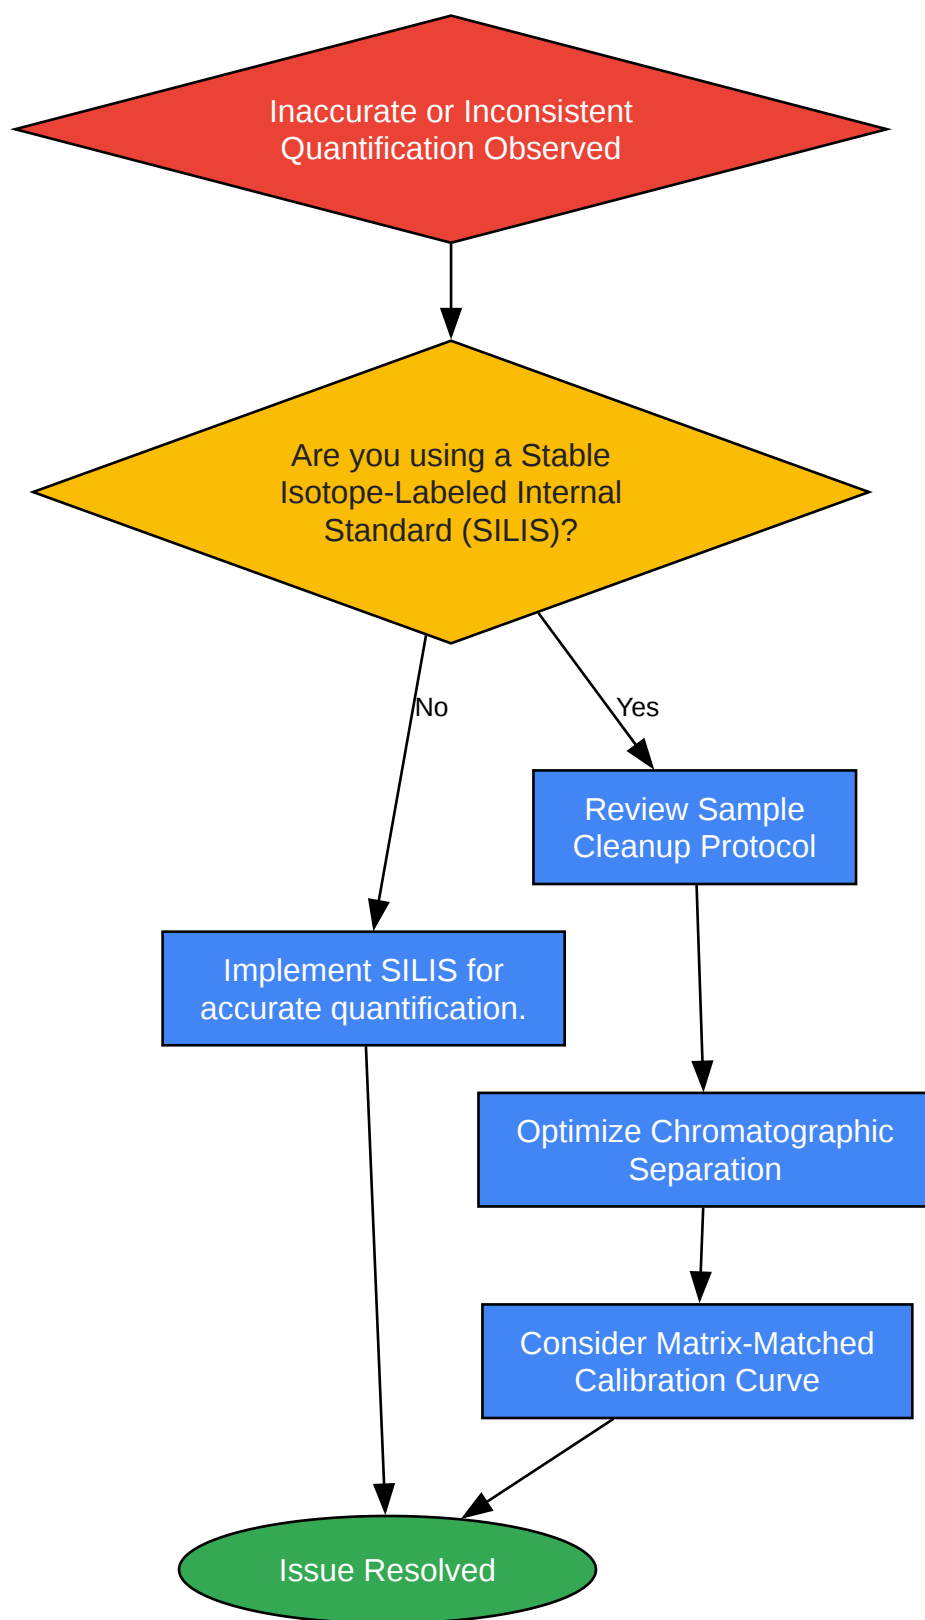 Inaccurate or Inconsistent
Quantification Observed
Are you using a Stable
Isotope-Labeled Internal
Standard (SILIS)?
No
Yes
Review Sample
Cleanup Protocol
Implement SILIS for
accurate quantification.
Optimize Chromatographic
Separation
Consider Matrix-Matched
Calibration Curve
Issue Resolved